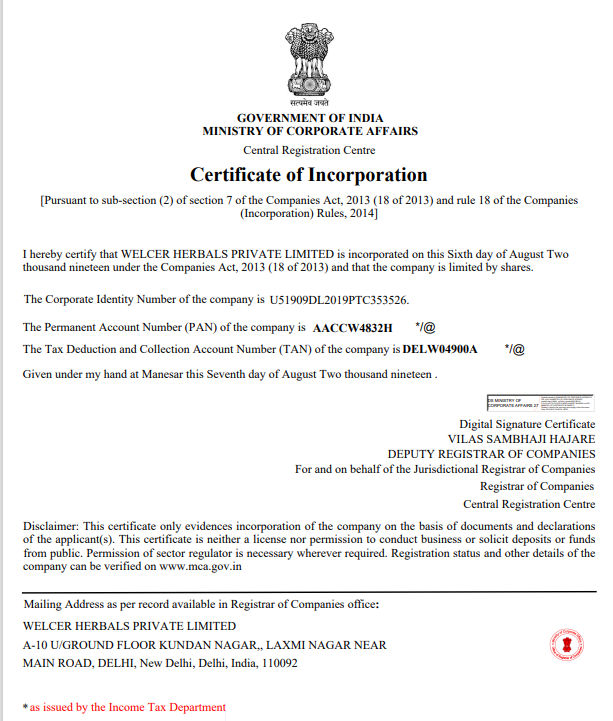 सत्यमेव जयते
GOVERNMENT OF INDIA
MINISTRY OF CORPORATE AFFAIRS
Central Registration Centre
Certificate of Incorporation
[Pursuant to sub-section (2) of section 7 of the Companies Act, 2013 (18 of 2013) and rule 18 of the Companies
(Incorporation) Rules, 2014]
I hereby certify that WELCER HERBALS PRIVATE LIMITED is incorporated on this Sixth day of August Two
thousand nineteen under the Companies Act, 2013 (18 of 2013) and that the company is limited by shares.
The Corporate Identity Number of the company is U51909DL2019PTC353526.
The Permanent Account Number (PAN) of the company is AACCW4832H */@
The Tax Deduction and Collection Account Number (TAN) of the company is DELW04900A */@
Given under my hand at Manesar this Seventh day of August Two thousand nineteen .
DS MINISTRY OF
CORPORATE AFFAIRS 27
Digital Signature Certificate
VILAS SAMBHAJI HAJARE
DEPUTY REGISTRAR OF COMPANIES
For and on behalf of the Jurisdictional Registrar of Companies
Registrar of Companies
Central Registration Centre
Disclaimer: This certificate only evidences incorporation of the company on the basis of documents and declarations
of the applicant(s). This certificate is neither a license nor permission to conduct business or solicit deposits or funds
from public. Permission of sector regulator is necessary wherever required. Registration status and other details of the
company can be verified on www.mca.gov.in
Mailing Address as per record available in Registrar of Companies office:
WELCER HERBALS PRIVATE LIMITED
A-10 U/GROUND FLOOR KUNDAN NAGAR,, LAXMI NAGAR NEAR
MAIN ROAD, DELHI, New Delhi, Delhi, India, 110092
* as issued by the Income Tax Department